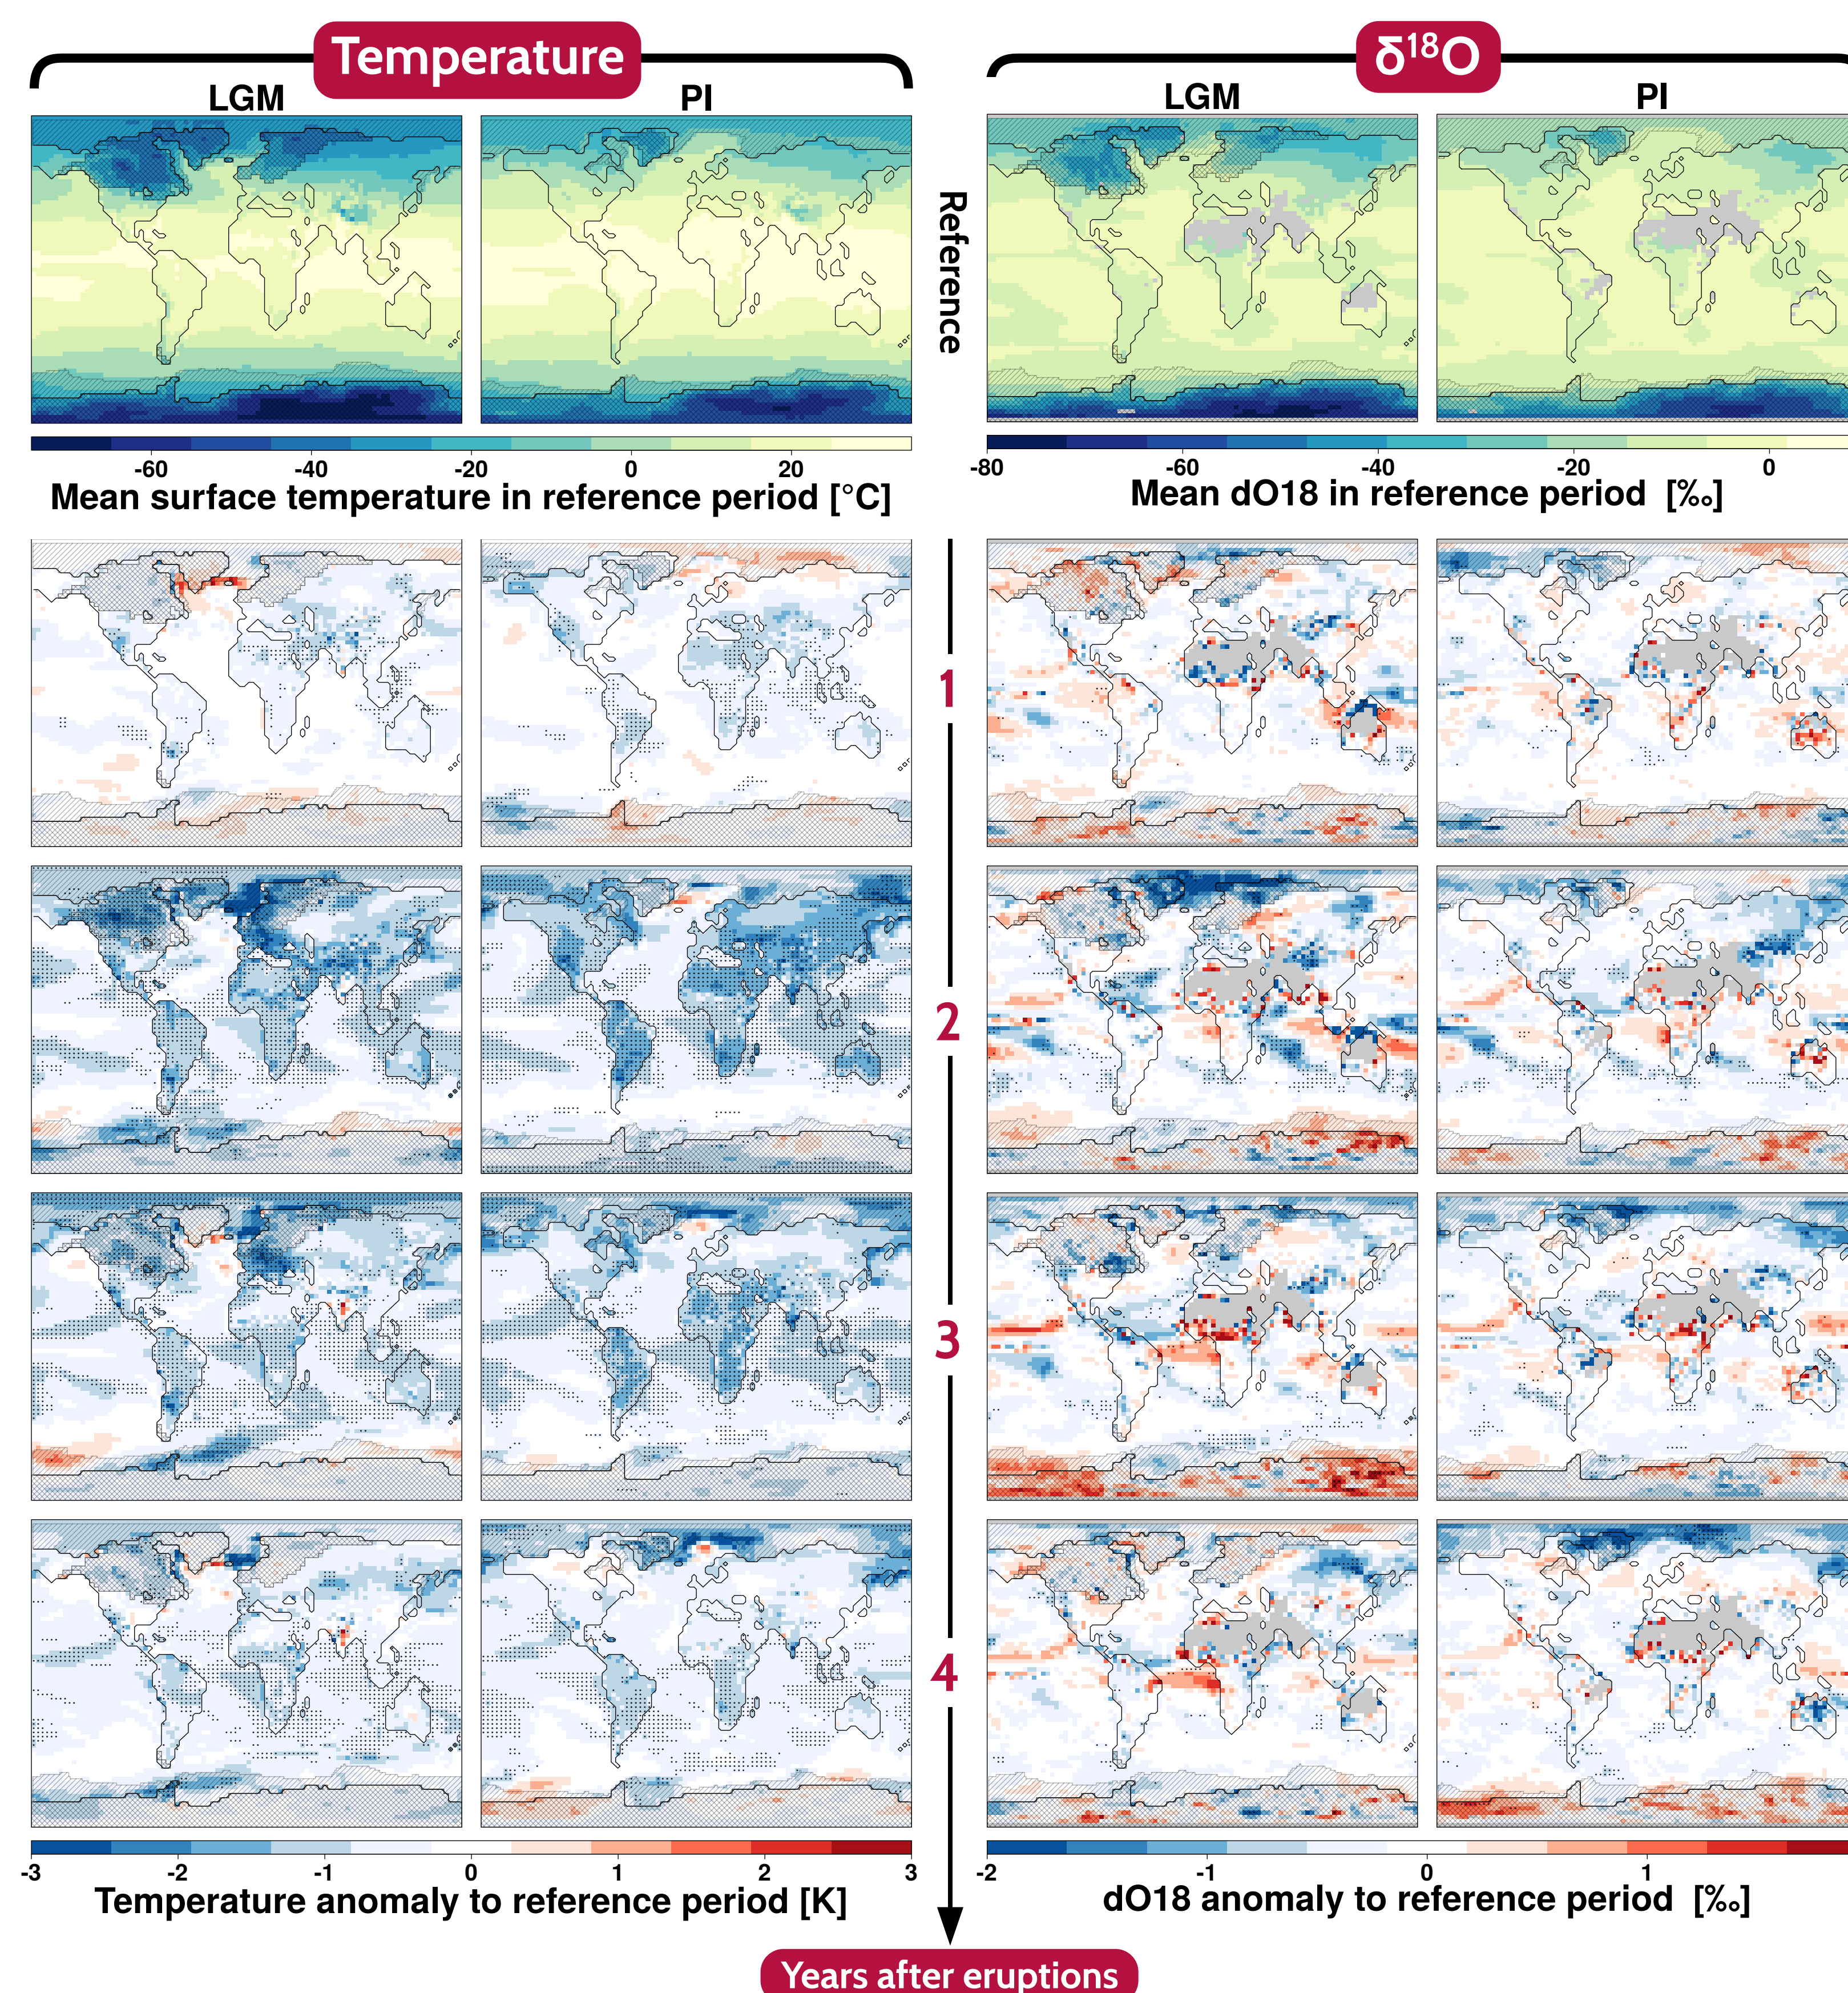 Temperature
δ¹⁸O
LGM
PI
LGM
PI
Reference
-60
-40
-20
0
20
-80
-60
-40
-20
0
Mean surface temperature in reference period [°C]
Mean dO18 in reference period [‰]
1
2
3
4
-3
-2
-1
0
1
2
3
-2
-1
0
1
Temperature anomaly to reference period [K]
dO18 anomaly to reference period [‰]
Years after eruptions